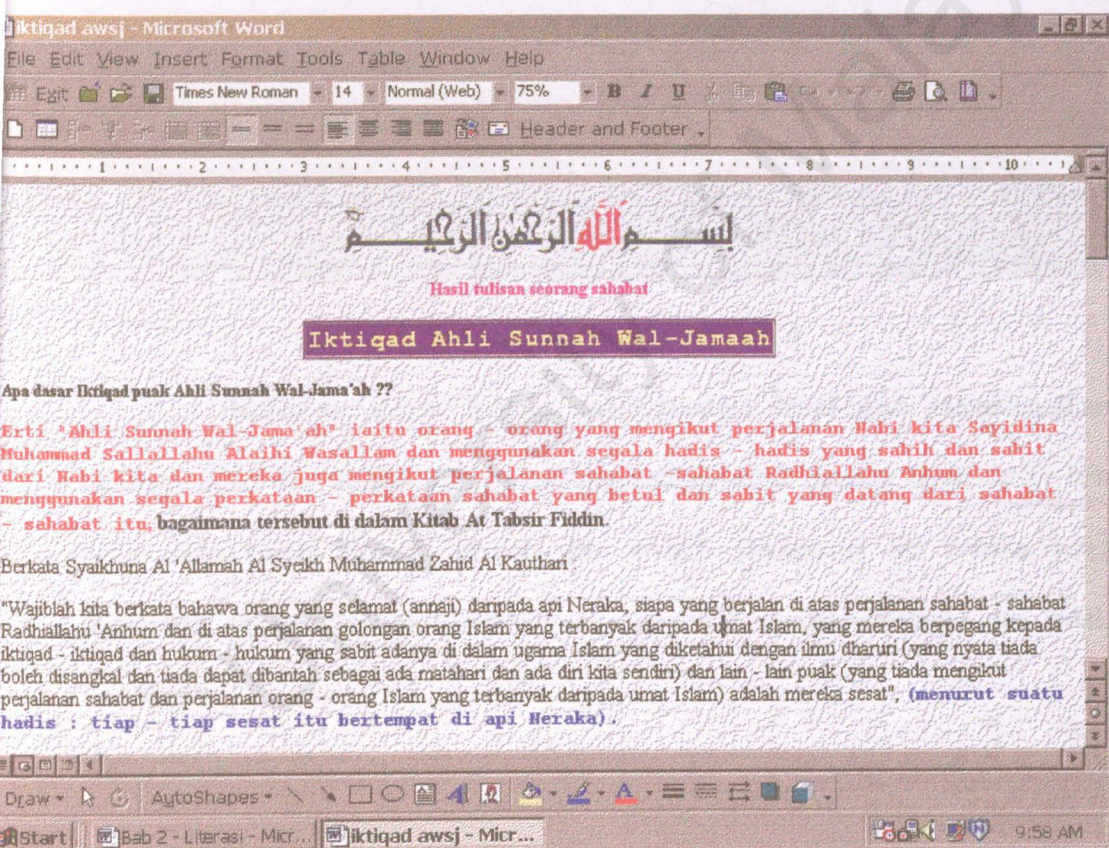 iktiqad awsj - Microsoft Word
File Edit View Insert Format Tools Table Window Help
Exit Times New Roman 14 Normal (Web) 75% B I U
Header and Footer
1 2 3 4 5 6 7 8 9 10
بسم الله الرحمن الرحيم
Hasil tulisan seorang sahabat
Iktiqad Ahli Sunnah Wal-Jamaah
Apa dasar Iktiqad puak Ahli Sunnah Wal-Jama'ah ??
Erti "Ahli Sunnah Wal-Jama'ah" iaitu orang - orang yang mengikut perjalanan Nabi kita Sayidina
Muhammad Sallallahu Alaihi Wasallam dan menggunakan segala hadis - hadis yang sahih dan sabit
dari Nabi kita dan mereka juga mengikut perjalanan sahabat -sahabat Radhiallahu Anhum dan
menggunakan segala perkataan - perkataan sahabat yang betul dan sabit yang datang dari sahabat
- sahabat itu, bagaimana tersebut di dalam Kitab At Tabsir Fiddin.
Berkata Syaikhuna Al 'Allamah Al Syeikh Muhammad Zahid Al Kauthari :
"Wajiblah kita berkata bahawa orang yang selamat (annaji) daripada api Neraka, siapa yang berjalan di atas perjalanan sahabat - sahabat
Radhiallahu 'Anhum dan di atas perjalanan golongan orang Islam yang terbanyak daripada umat Islam, yang mereka berpegang kepada
iktiqad - iktiqad dan hukum - hukum yang sabit adanya di dalam ugama Islam yang diketahui dengan ilmu dharuri (yang nyata tiada
boleh disangkal dan tiada dapat dibantah sebagai ada matahari dan ada diri kita sendiri) dan lain - lain puak (yang tiada mengikut
perjalanan sahabat dan perjalanan orang - orang Islam yang terbanyak daripada umat Islam) adalah mereka sesat", (menurut suatu
hadis : tiap - tiap sesat itu bertempat di api Neraka).
Draw AutoShapes
Start Bab 2 - Literasi - Micr... iktiqad awsj - Micr... 9:58 AM